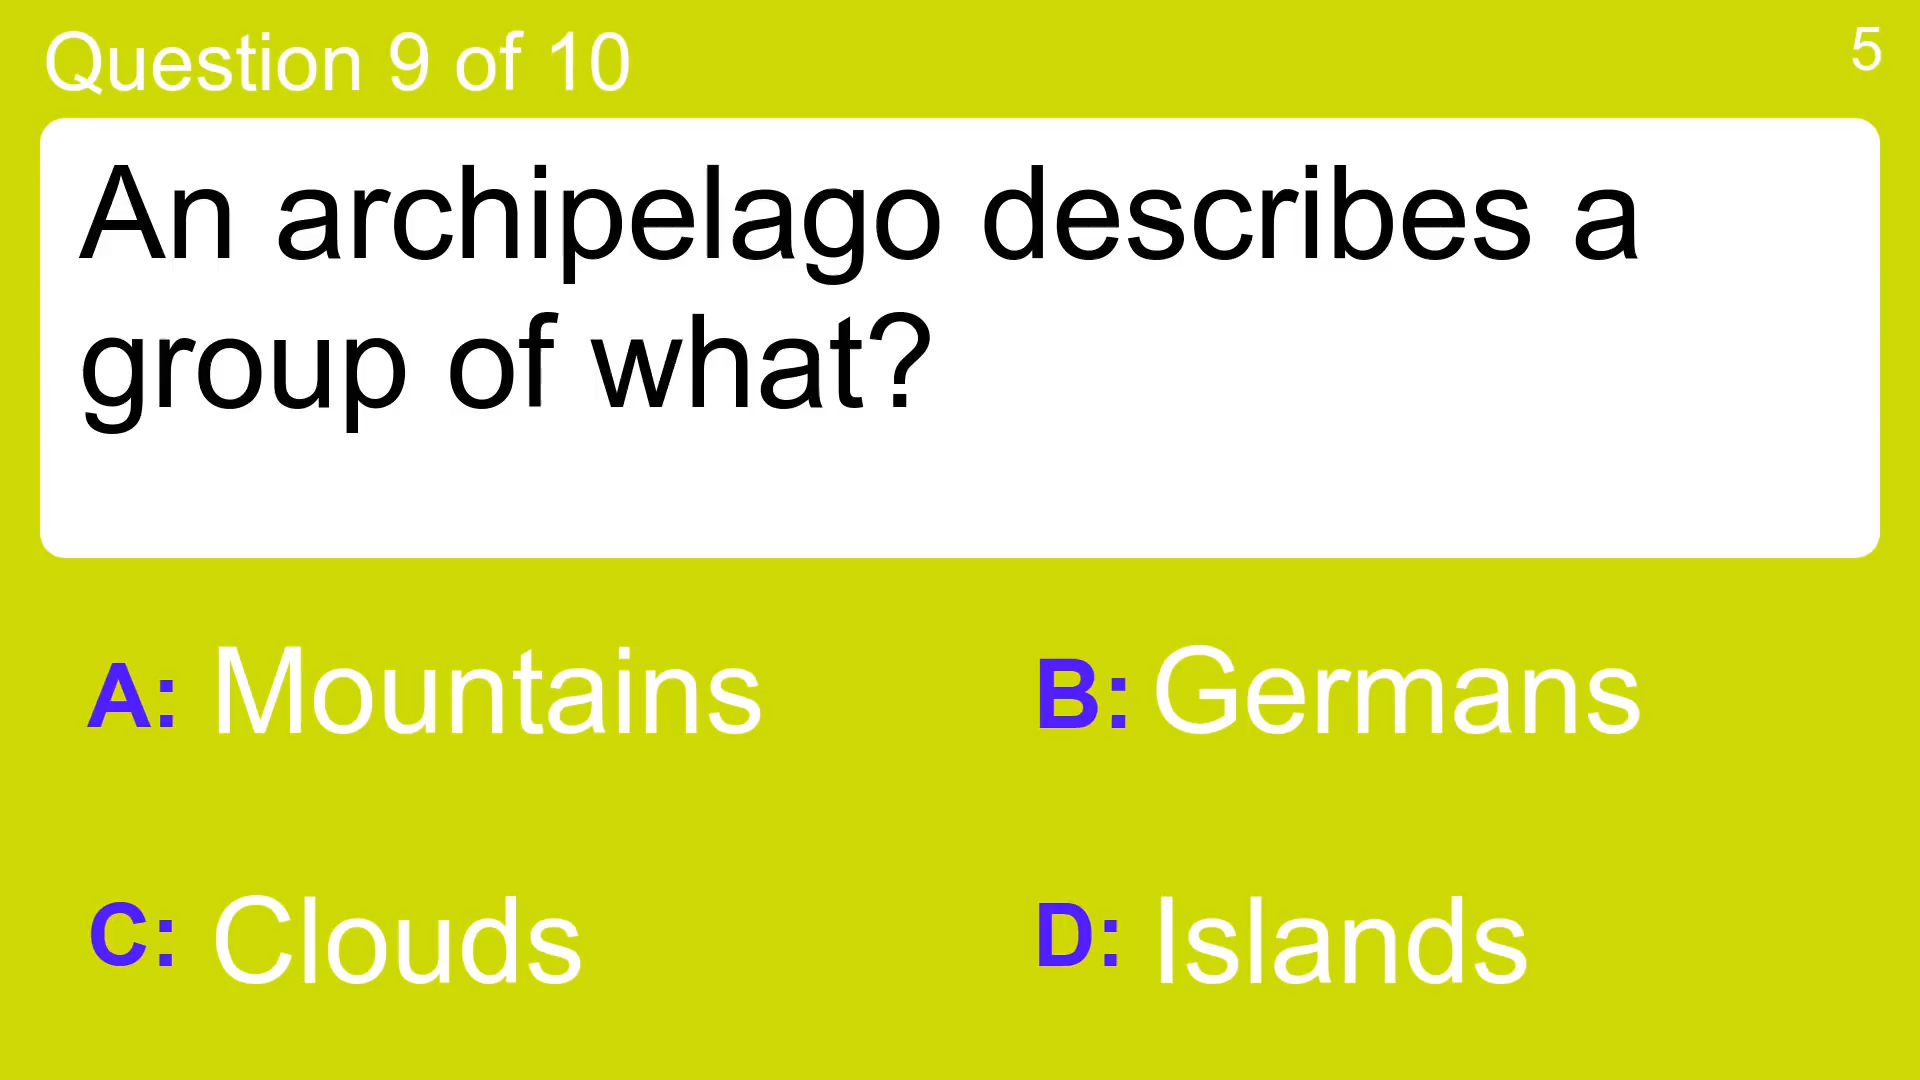 Question 9 of 10
5
An archipelago describes a
group of what?
A: Mountains
B: Germans
C: Clouds
D: Islands